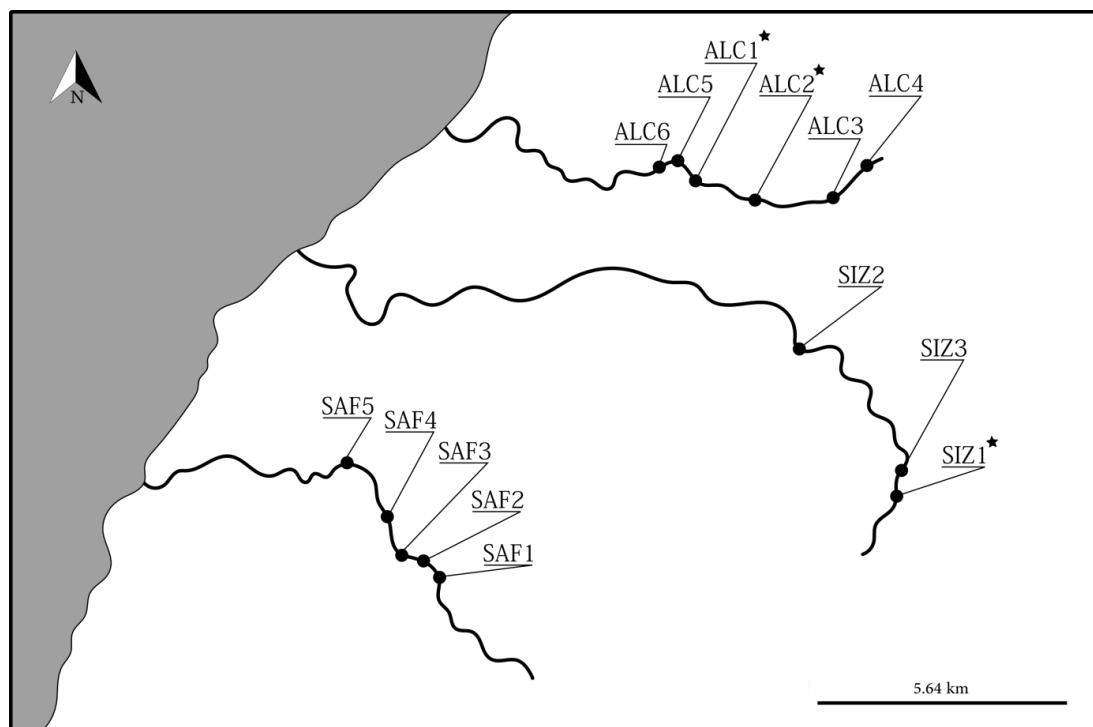 ALC1★
ALC5
ALC2★
ALC4
ALC6
ALC3
N
SIZ2
SIZ3
SAF5
SAF4
SAF3
SIZ1★
SAF2
SAF1
5.64 km